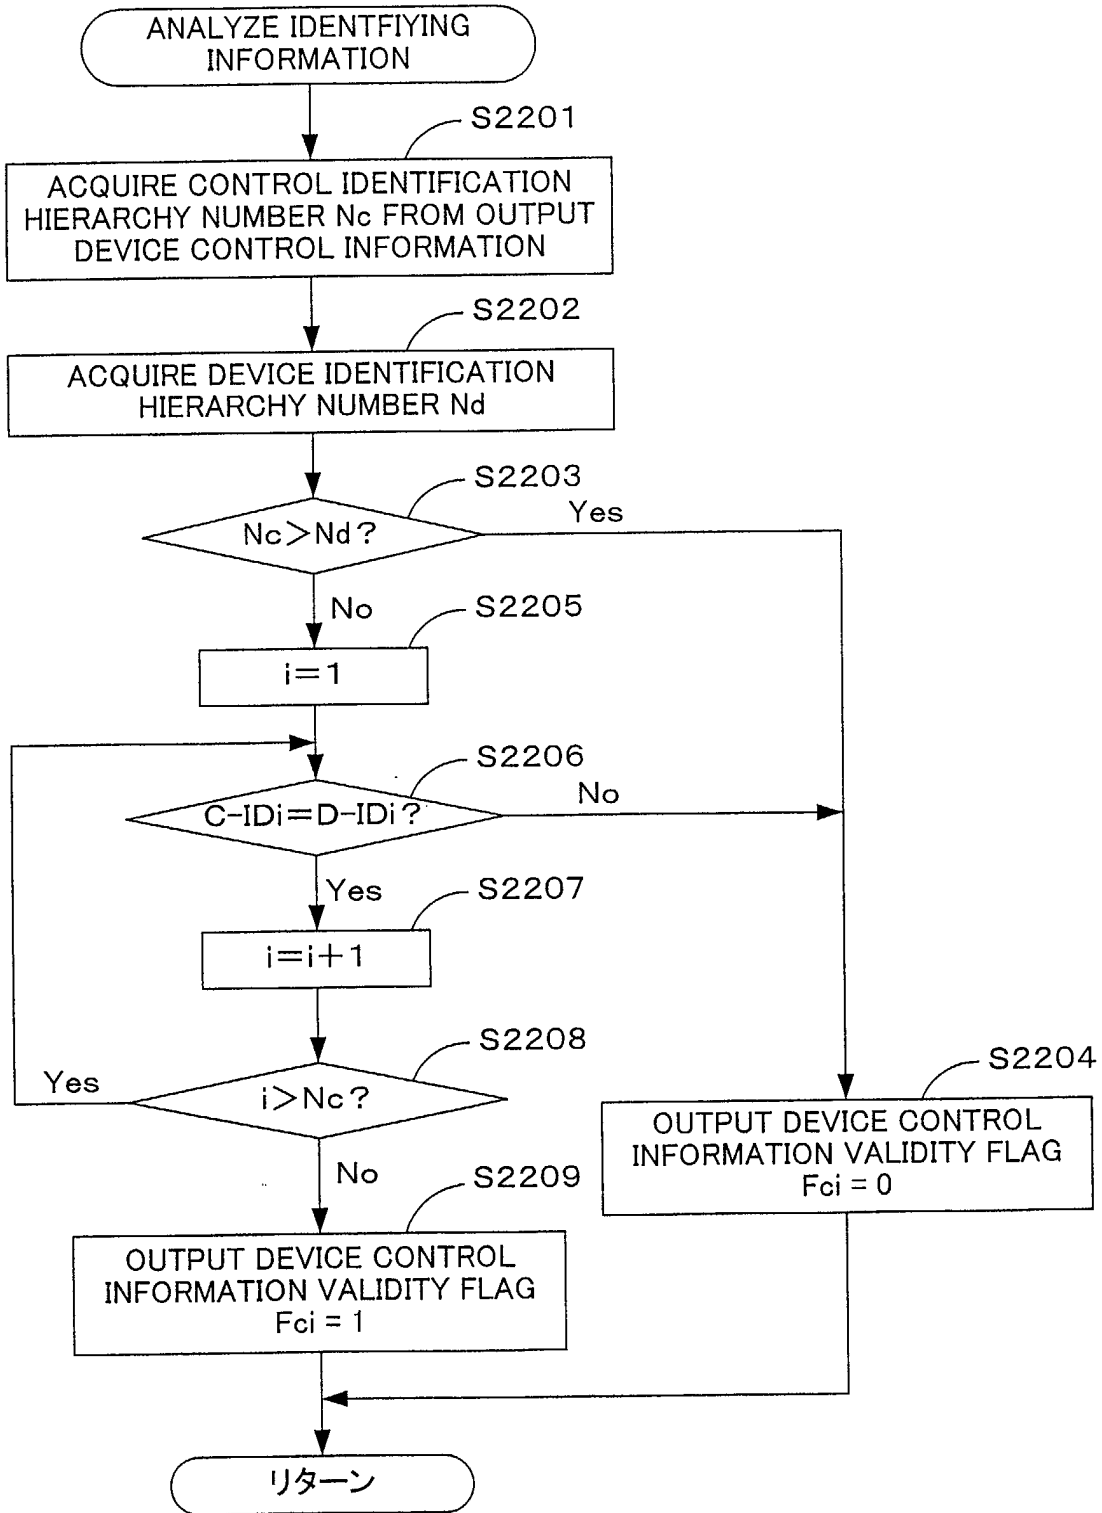 ANALYZE IDENTFIYING
INFORMATION
S2201
ACQUIRE CONTROL IDENTIFICATION
HIERARCHY NUMBER Nc FROM OUTPUT
DEVICE CONTROL INFORMATION
S2202
ACQUIRE DEVICE IDENTIFICATION
HIERARCHY NUMBER Nd
S2203
Nc>Nd?
Yes
No
S2205
i=1
S2206
C-IDi=D-IDi?
No
Yes
S2207
i=i+1
S2208
i>Nc?
Yes
No
S2204
OUTPUT DEVICE CONTROL
INFORMATION VALIDITY FLAG
Fci = 0
S2209
OUTPUT DEVICE CONTROL
INFORMATION VALIDITY FLAG
Fci = 1
リターン